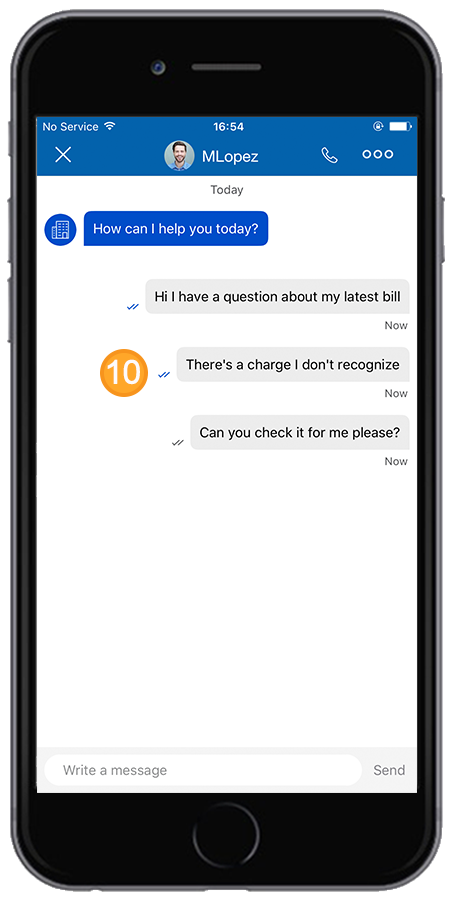 No Service 16:54
MLopez
Today
How can I help you today?
Hi I have a question about my latest bill
Now
10 There's a charge I don't recognize
Now
Can you check it for me please?
Now
Write a message Send